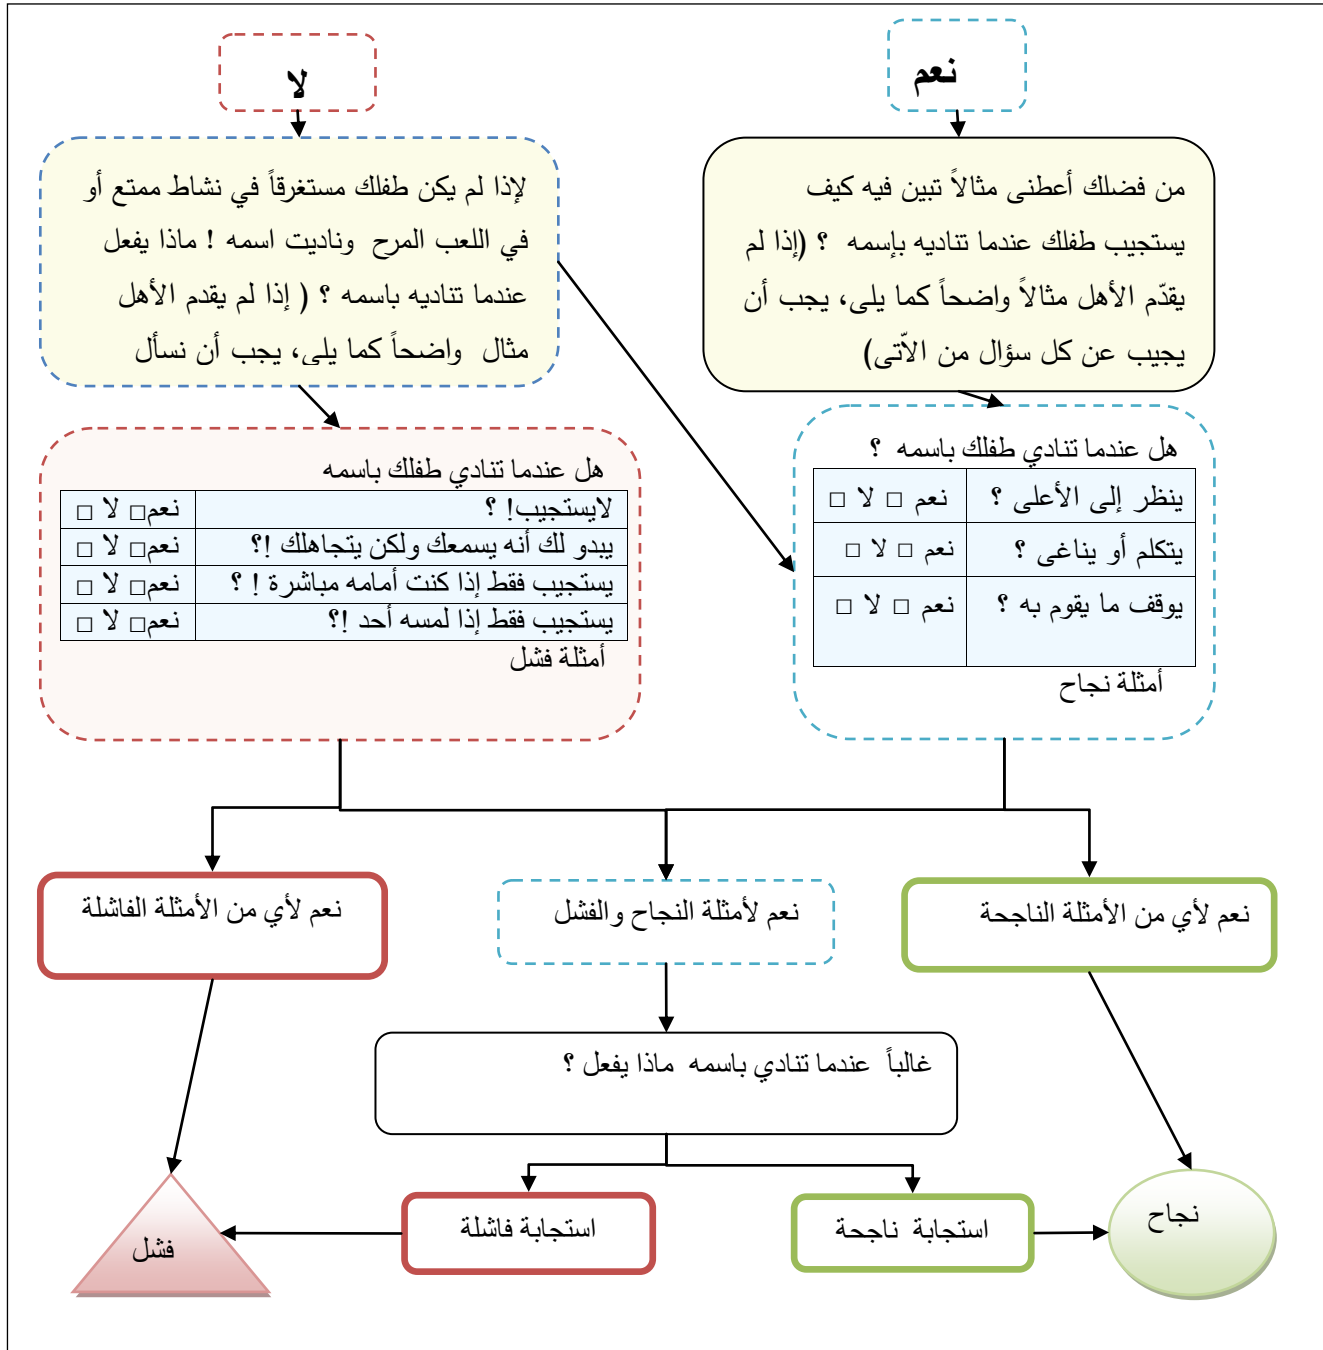 نعم
لا
من فضلك أعطنى مثالاً تبين فيه كيف
يستجيب طفلك عندما تناديه بإسمه ؟ (إذا لم
يقدّم الأهل مثالاً واضحاً كما يلى، يجب أن
يجيب عن كل سؤال من الآتى)
لإذا لم يكن طفلك مستغرقاً في نشاط ممتع أو
في اللعب المرح وناديت اسمه ! ماذا يفعل
عندما تناديه باسمه ؟ ( إذا لم يقدم الأهل
مثال واضحاً كما يلى، يجب أن نسأل
هل عندما تنادي طفلك باسمه ؟
ينظر إلى الأعلى ؟ نعم □ لا □
يتكلم أو يناغى ؟ نعم □ لا □
يوقف ما يقوم به ؟ نعم □ لا □
أمثلة نجاح
هل عندما تنادي طفلك باسمه
لايستجيب! ؟ نعم□ لا □
يبدو لك أنه يسمعك ولكن يتجاهلك !؟ نعم□ لا □
يستجيب فقط إذا كنت أمامه مباشرة ! ؟ نعم□ لا □
يستجيب فقط إذا لمسه أحد !؟ نعم□ لا □
أمثلة فشل
نعم لأي من الأمثلة الناجحة
نعم لأمثلة النجاح والفشل
نعم لأي من الأمثلة الفاشلة
غالباً عندما تنادي باسمه ماذا يفعل ؟
نجاح
استجابة ناجحة
استجابة فاشلة
فشل